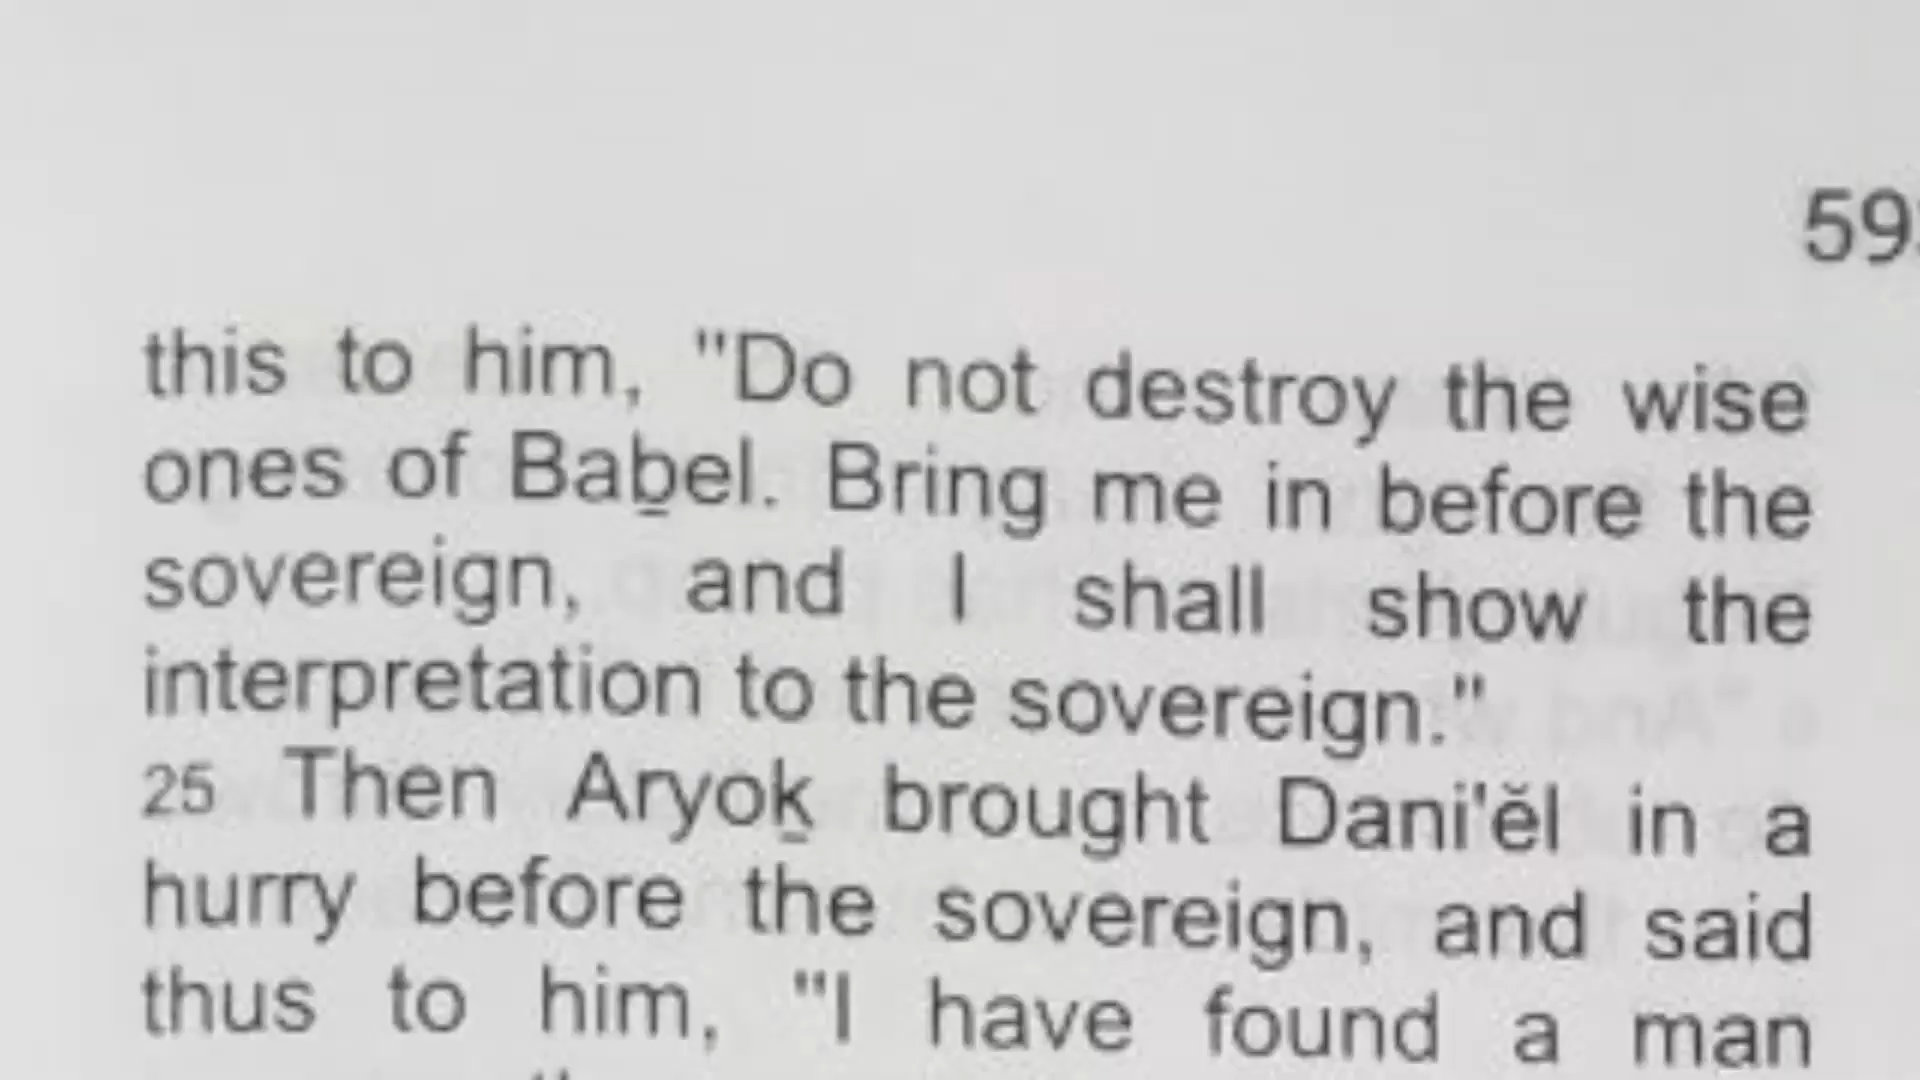 59
this to him, "Do not destroy the wise
ones of Baḇel. Bring me in before the
sovereign, and I shall show the
interpretation to the sovereign."
25 Then Aryoḵ brought Dani'ĕl in a
hurry before the sovereign, and said
thus to him, "I have found a man